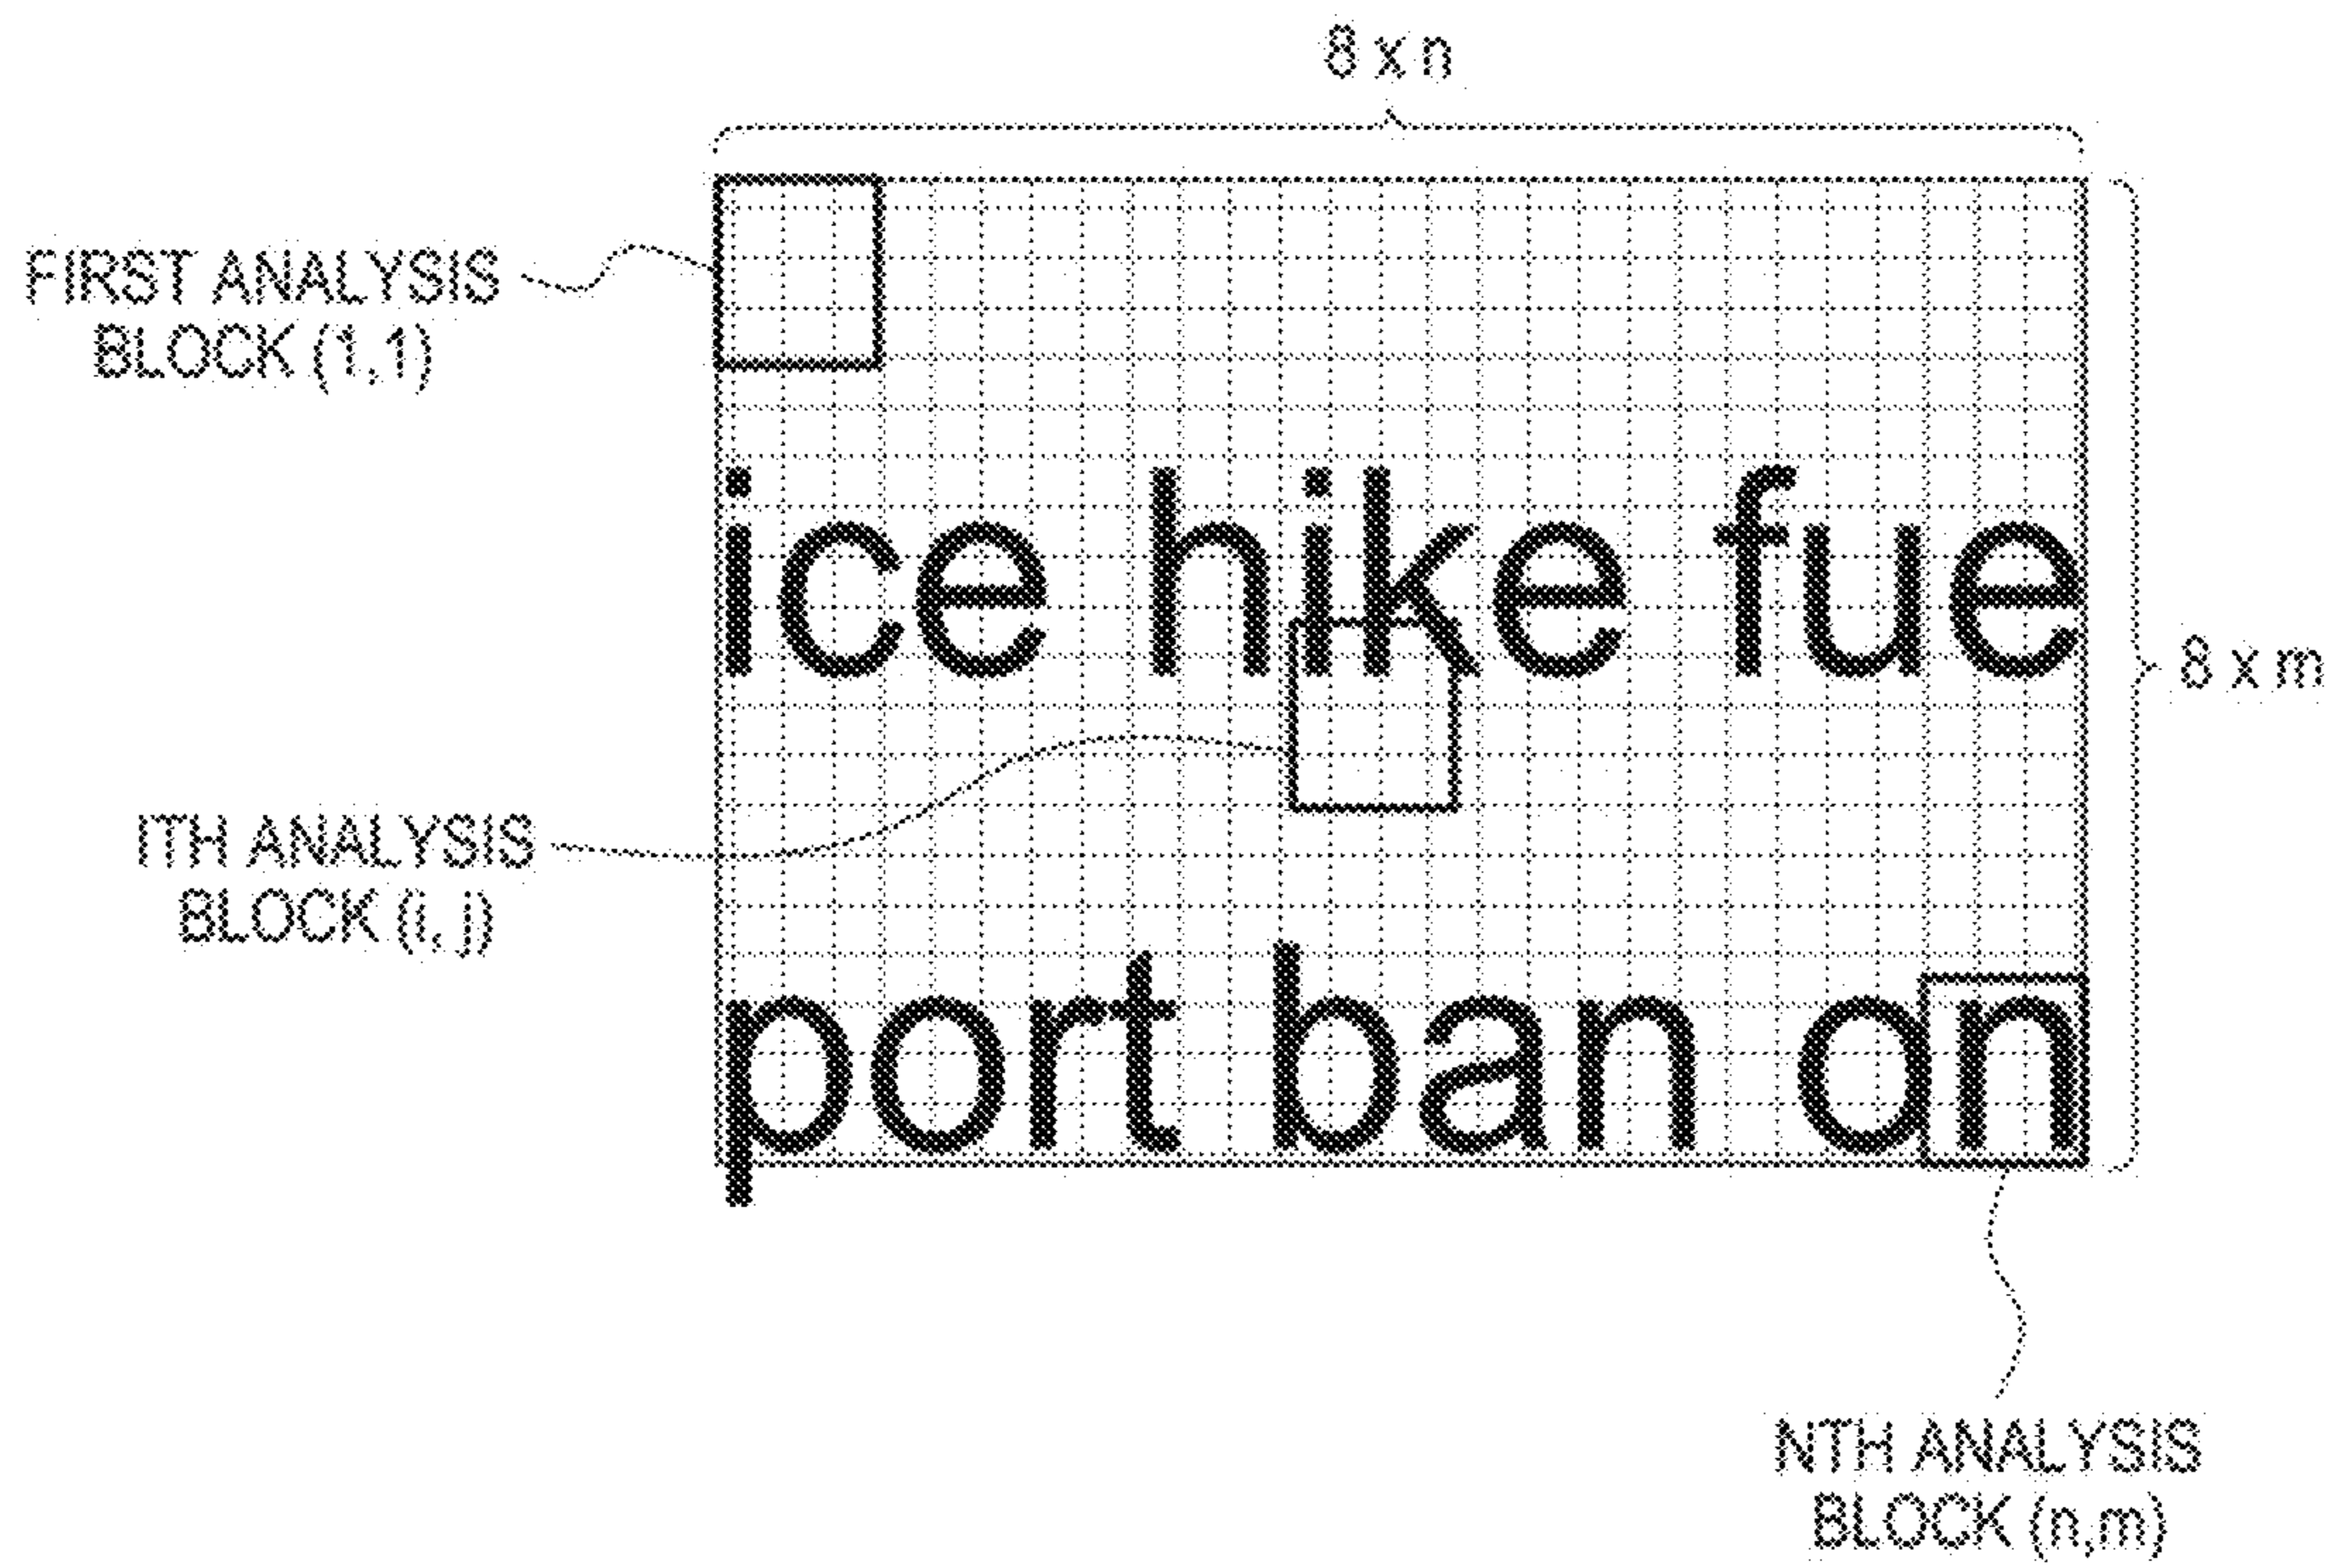 8 x n
FIRST ANALYSIS
BLOCK (1,1)
ice hike fue
8 x m
ITH ANALYSIS
BLOCK (i, j)
port ban on
NTH ANALYSIS
BLOCK (n,m)